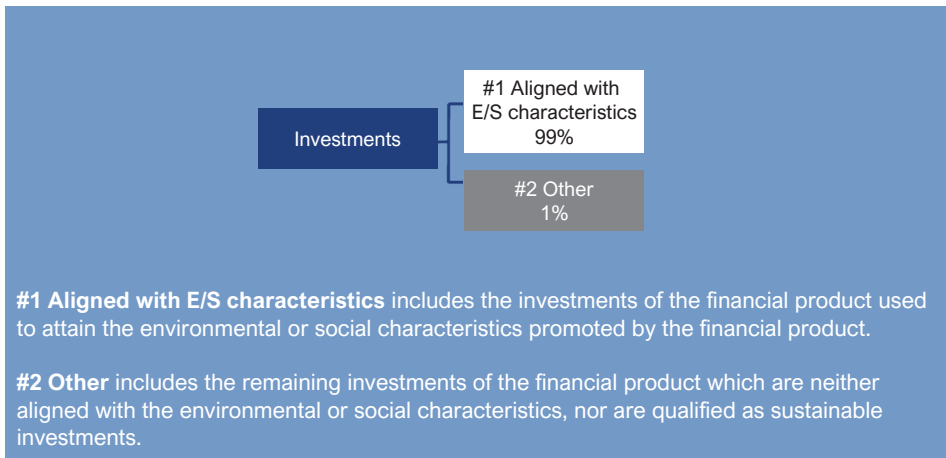 Investments
#1 Aligned with
E/S characteristics
99%
#2 Other
1%
#1 Aligned with E/S characteristics includes the investments of the financial product used
to attain the environmental or social characteristics promoted by the financial product.
#2 Other includes the remaining investments of the financial product which are neither
aligned with the environmental or social characteristics, nor are qualified as sustainable
investments.